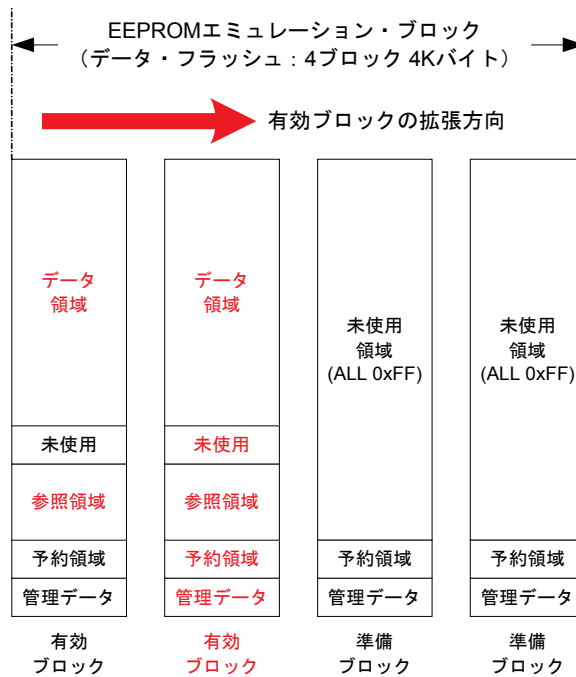 EEPROMエミュレーション・ブロック
（データ・フラッシュ：4ブロック 4Kバイト）
有効ブロックの拡張方向
データ
領域
未使用
参照領域
予約領域
管理データ
有効
ブロック
データ
領域
未使用
参照領域
予約領域
管理データ
有効
ブロック
未使用
領域
(ALL 0xFF)
予約領域
管理データ
準備
ブロック
未使用
領域
(ALL 0xFF)
予約領域
管理データ
準備
ブロック